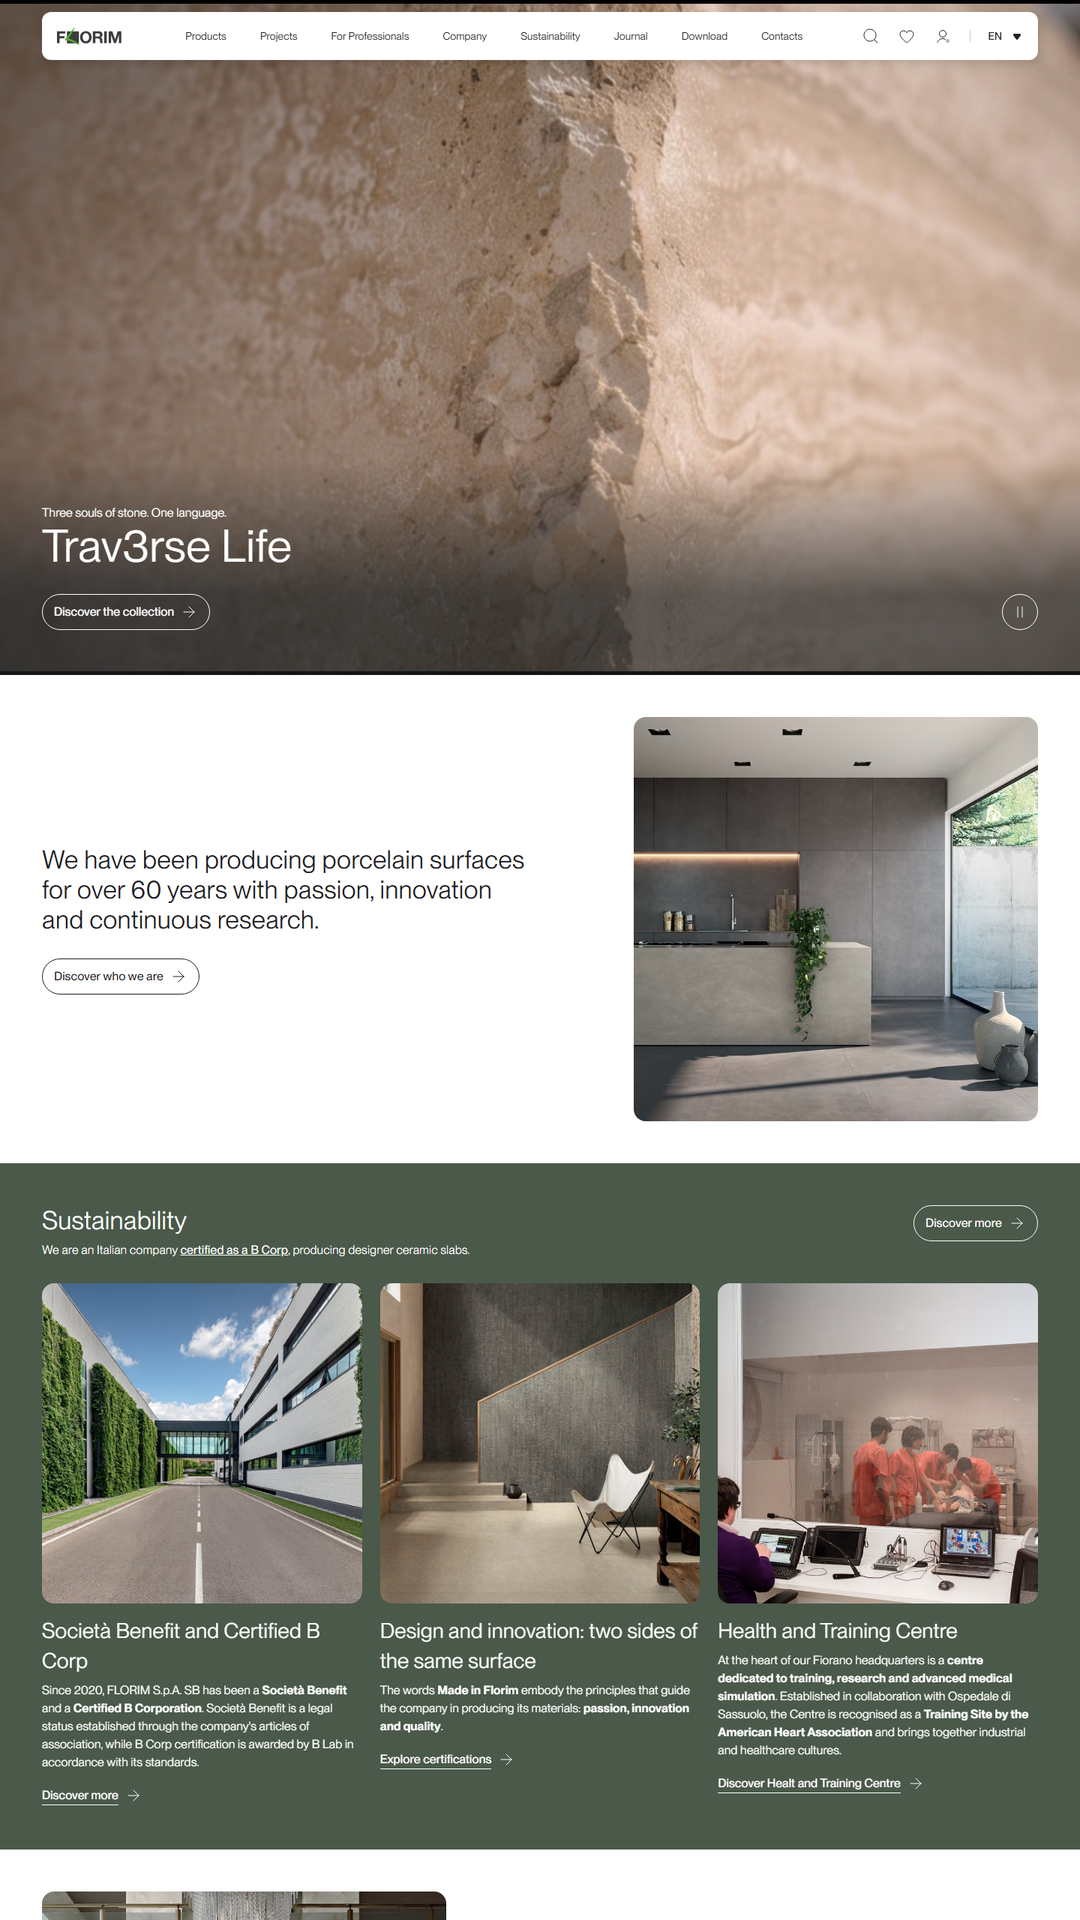 FLORIM
Products
Projects
For Professionals
Company
Sustainability
Journal
Download
Contacts
EN
Three souls of stone. One language.
Trav3rse Life
Discover the collection
We have been producing porcelain surfaces
for over 60 years with passion, innovation
and continuous research.
Discover who we are
Sustainability
We are an Italian company certified as a B Corp, producing designer ceramic slabs.
Discover more
Società Benefit and Certified B
Corp
Since 2020, FLORIM S.p.A. SB has been a Società Benefit
and a Certified B Corporation. Società Benefit is a legal
status established through the company's articles of
association, while B Corp certification is awarded by B Lab in
accordance with its standards.
Discover more
Design and innovation: two sides of
the same surface
The words Made in Florim embody the principles that guide
the company in producing its materials: passion, innovation
and quality.
Explore certifications
Health and Training Centre
At the heart of our Fiorano headquarters is a centre
dedicated to training, research and advanced medical
simulation. Established in collaboration with Ospedale di
Sassuolo, the Centre is recognised as a Training Site by the
American Heart Association and brings together industrial
and healthcare cultures.
Discover Healt and Training Centre